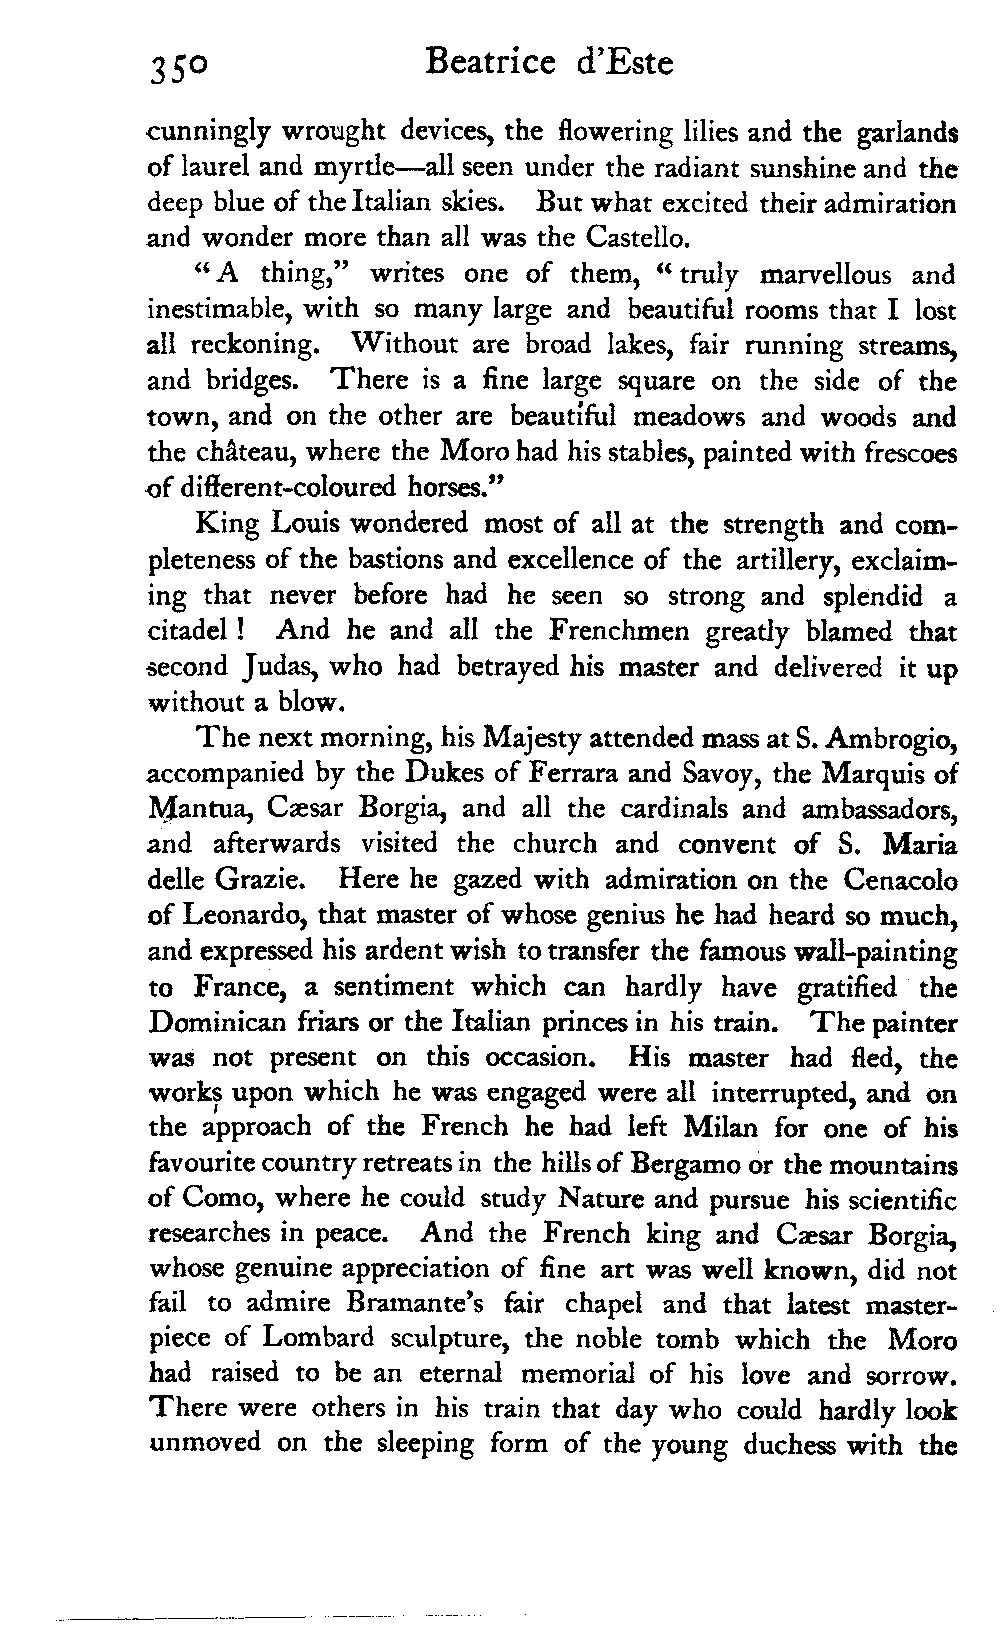 350 Beatrice d'Este
cunningly wrought devices, the flowering lilies and the garlands
of laurel and myrtle—all seen under the radiant sunshine and the
deep blue of the Italian skies. But what excited their admiration
and wonder more than all was the Castello.
"A thing," writes one of them, "truly marvellous and
inestimable, with so many large and beautiful rooms that I lost
all reckoning. Without are broad lakes, fair running streams,
and bridges. There is a fine large square on the side of the
town, and on the other are beautiful meadows and woods and
the château, where the Moro had his stables, painted with frescoes
of different-coloured horses."
King Louis wondered most of all at the strength and com-
pleteness of the bastions and excellence of the artillery, exclaim-
ing that never before had he seen so strong and splendid a
citadel! And he and all the Frenchmen greatly blamed that
second Judas, who had betrayed his master and delivered it up
without a blow.
The next morning, his Majesty attended mass at S. Ambrogio,
accompanied by the Dukes of Ferrara and Savoy, the Marquis of
Mantua, Cæsar Borgia, and all the cardinals and ambassadors,
and afterwards visited the church and convent of S. Maria
delle Grazie. Here he gazed with admiration on the Cenacolo
of Leonardo, that master of whose genius he had heard so much,
and expressed his ardent wish to transfer the famous wall-painting
to France, a sentiment which can hardly have gratified the
Dominican friars or the Italian princes in his train. The painter
was not present on this occasion. His master had fled, the
works upon which he was engaged were all interrupted, and on
the approach of the French he had left Milan for one of his
favourite country retreats in the hills of Bergamo or the mountains
of Como, where he could study Nature and pursue his scientific
researches in peace. And the French king and Cæsar Borgia,
whose genuine appreciation of fine art was well known, did not
fail to admire Bramante's fair chapel and that latest master-
piece of Lombard sculpture, the noble tomb which the Moro
had raised to be an eternal memorial of his love and sorrow.
There were others in his train that day who could hardly look
unmoved on the sleeping form of the young duchess with the